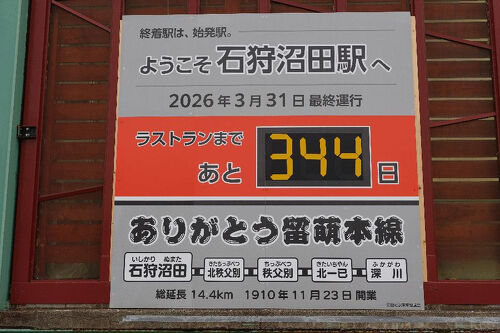 終着駅は、始発駅。
ようこそ 石狩沼田駅へ
2026年3月31日 最終運行
ラストランまで
あと 344 日
ありがとう留萌本線
いしかり ぬまた きたちっぷべつ ちっぷべつ きたいちやん ふかがわ
石狩沼田 北秩父別 秩父別 北一已 深川
総延長 14.4km 1910年11月23日 開業